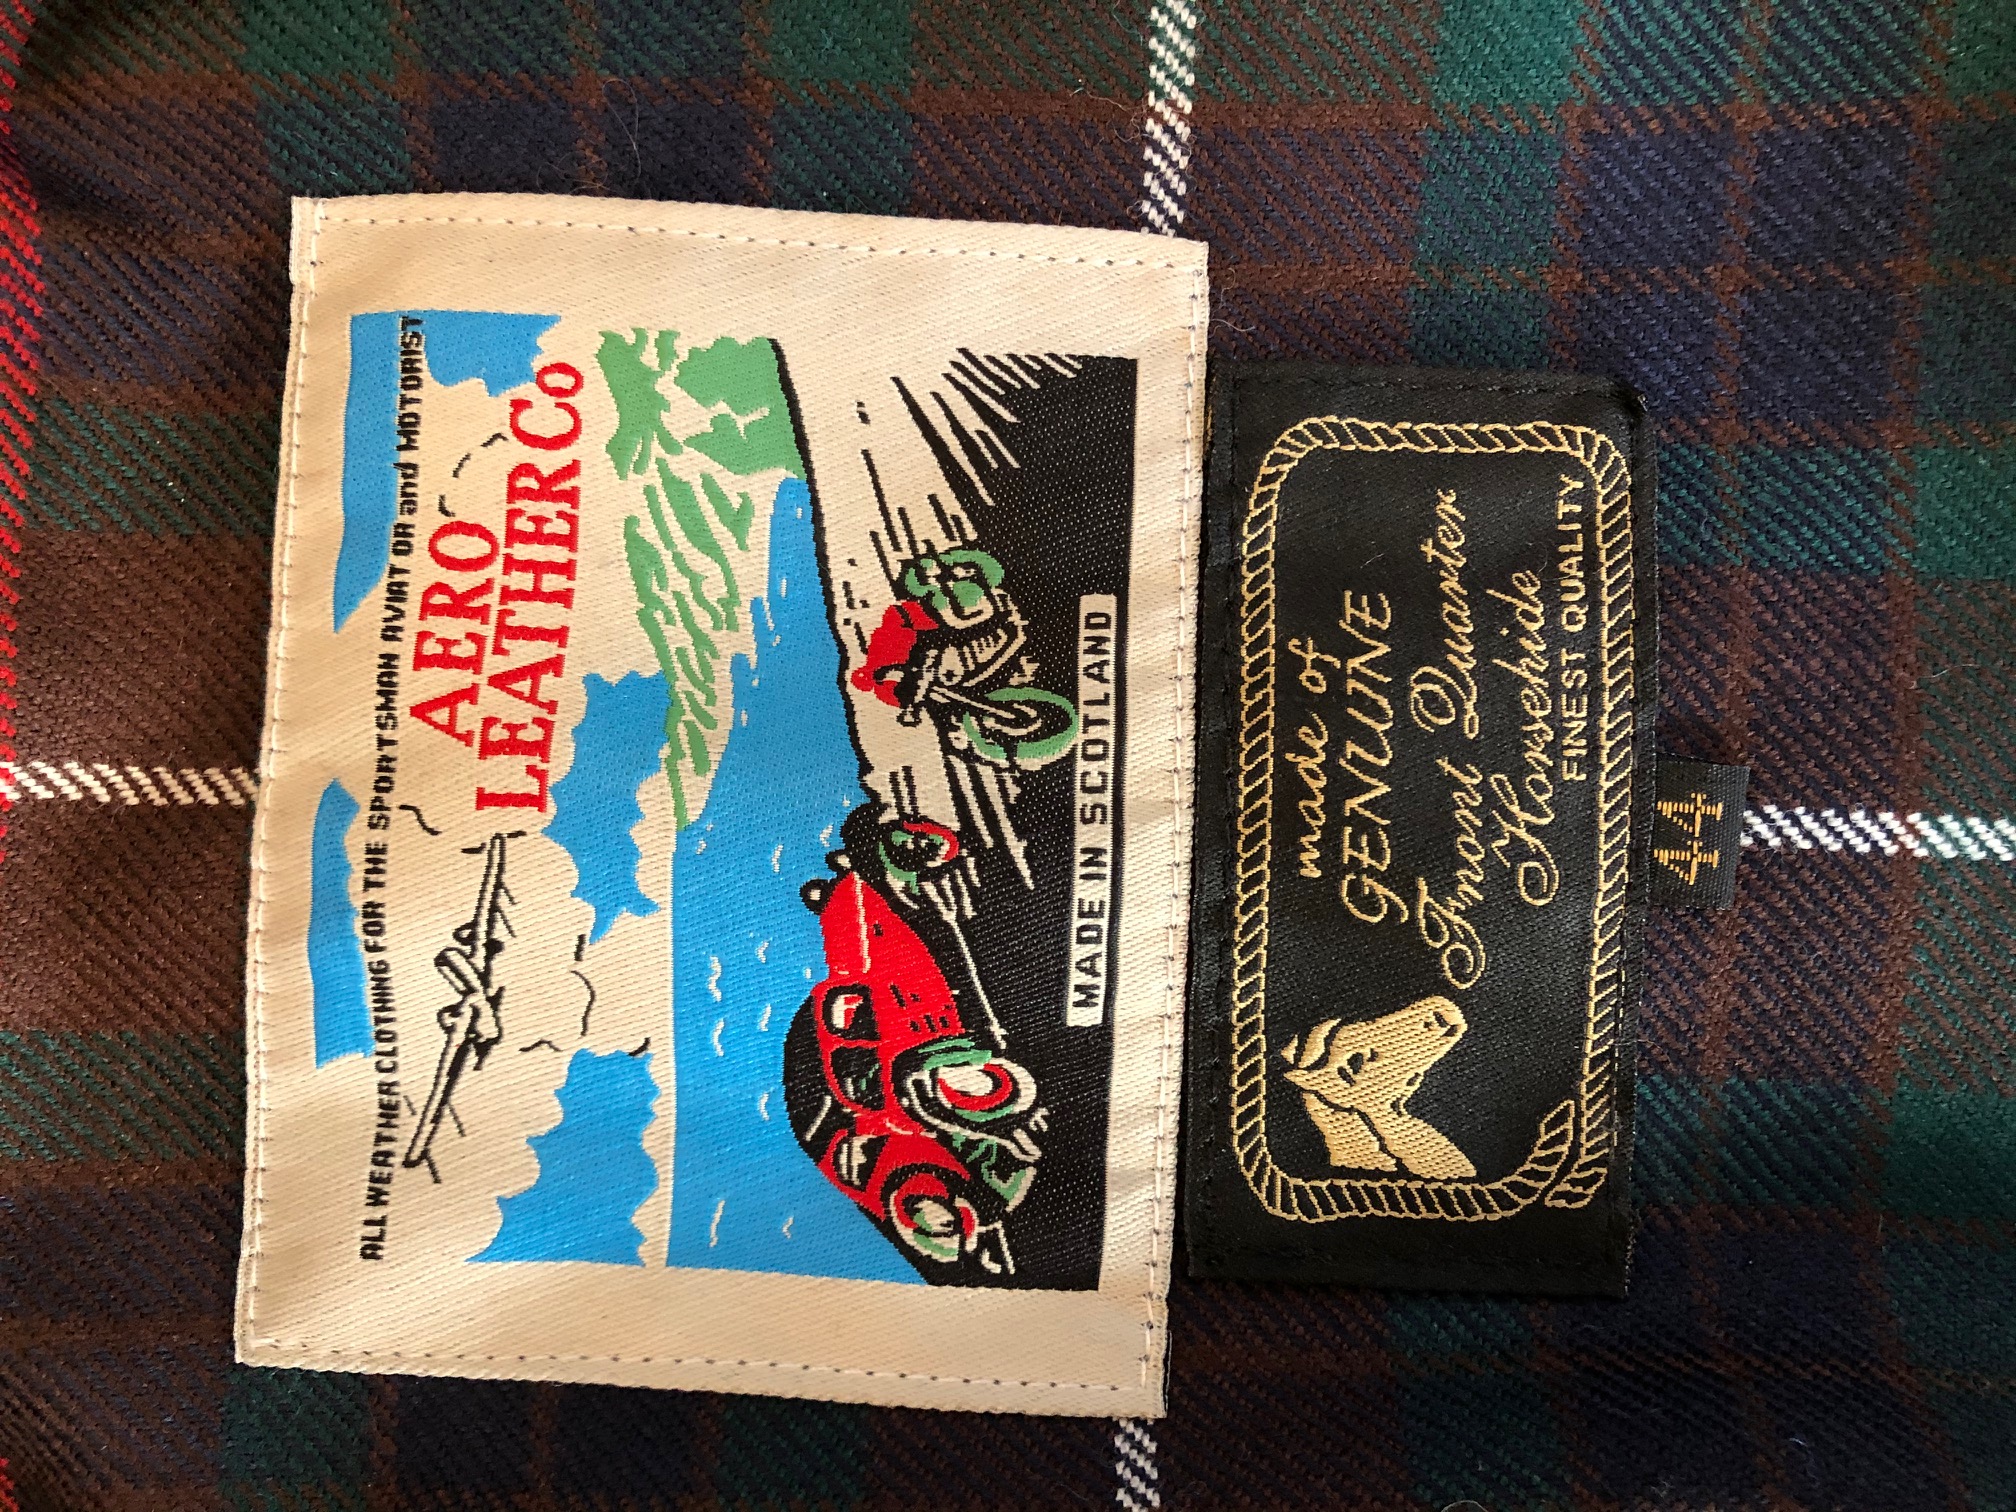 ALL WEATHER CLOTHING FOR THE SPORTSMAN AVIATOR and MOTORIST
AERO
LEATHER Co
MADE IN SCOTLAND
made of
GENUINE
Front Quarter
Horsehide
FINEST QUALITY
44